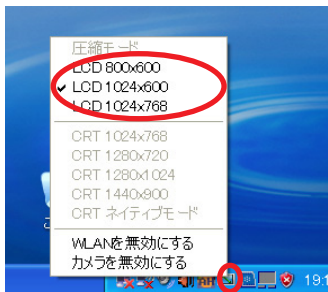 圧縮モード
LCD 800x600
LCD 1024x600
LCD 1024x768
CRT 1024x768
CRT 1280x720
CRT 1280x1024
CRT 1440x900
CRT ネイティブモード
WLANを無効にする
カメラを無効にする
19:1